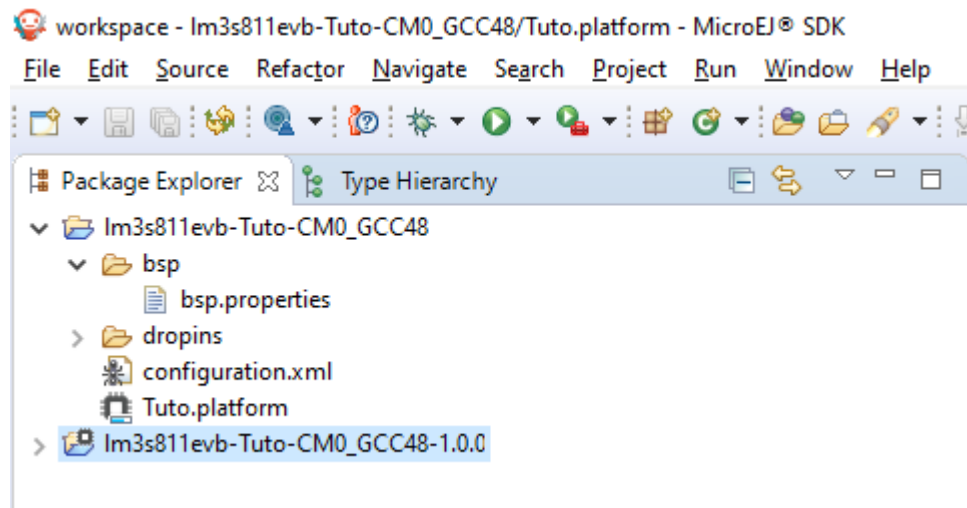 workspace - lm3s811evb-Tuto-CM0_GCC48/Tuto.platform - MicroEJ® SDK
File Edit Source Refactor Navigate Search Project Run Window Help
Package Explorer Type Hierarchy
lm3s811evb-Tuto-CM0_GCC48
bsp
bsp.properties
dropins
configuration.xml
Tuto.platform
lm3s811evb-Tuto-CM0_GCC48-1.0.0